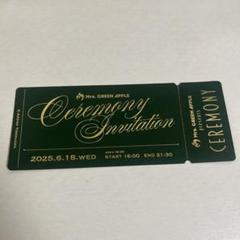 Mrs. GREEN APPLE
Ceremony
Invitation
2025.6.18.WED
START 18:00 END 21:30
Mrs. GREEN APPLE
presents
CEREMONY